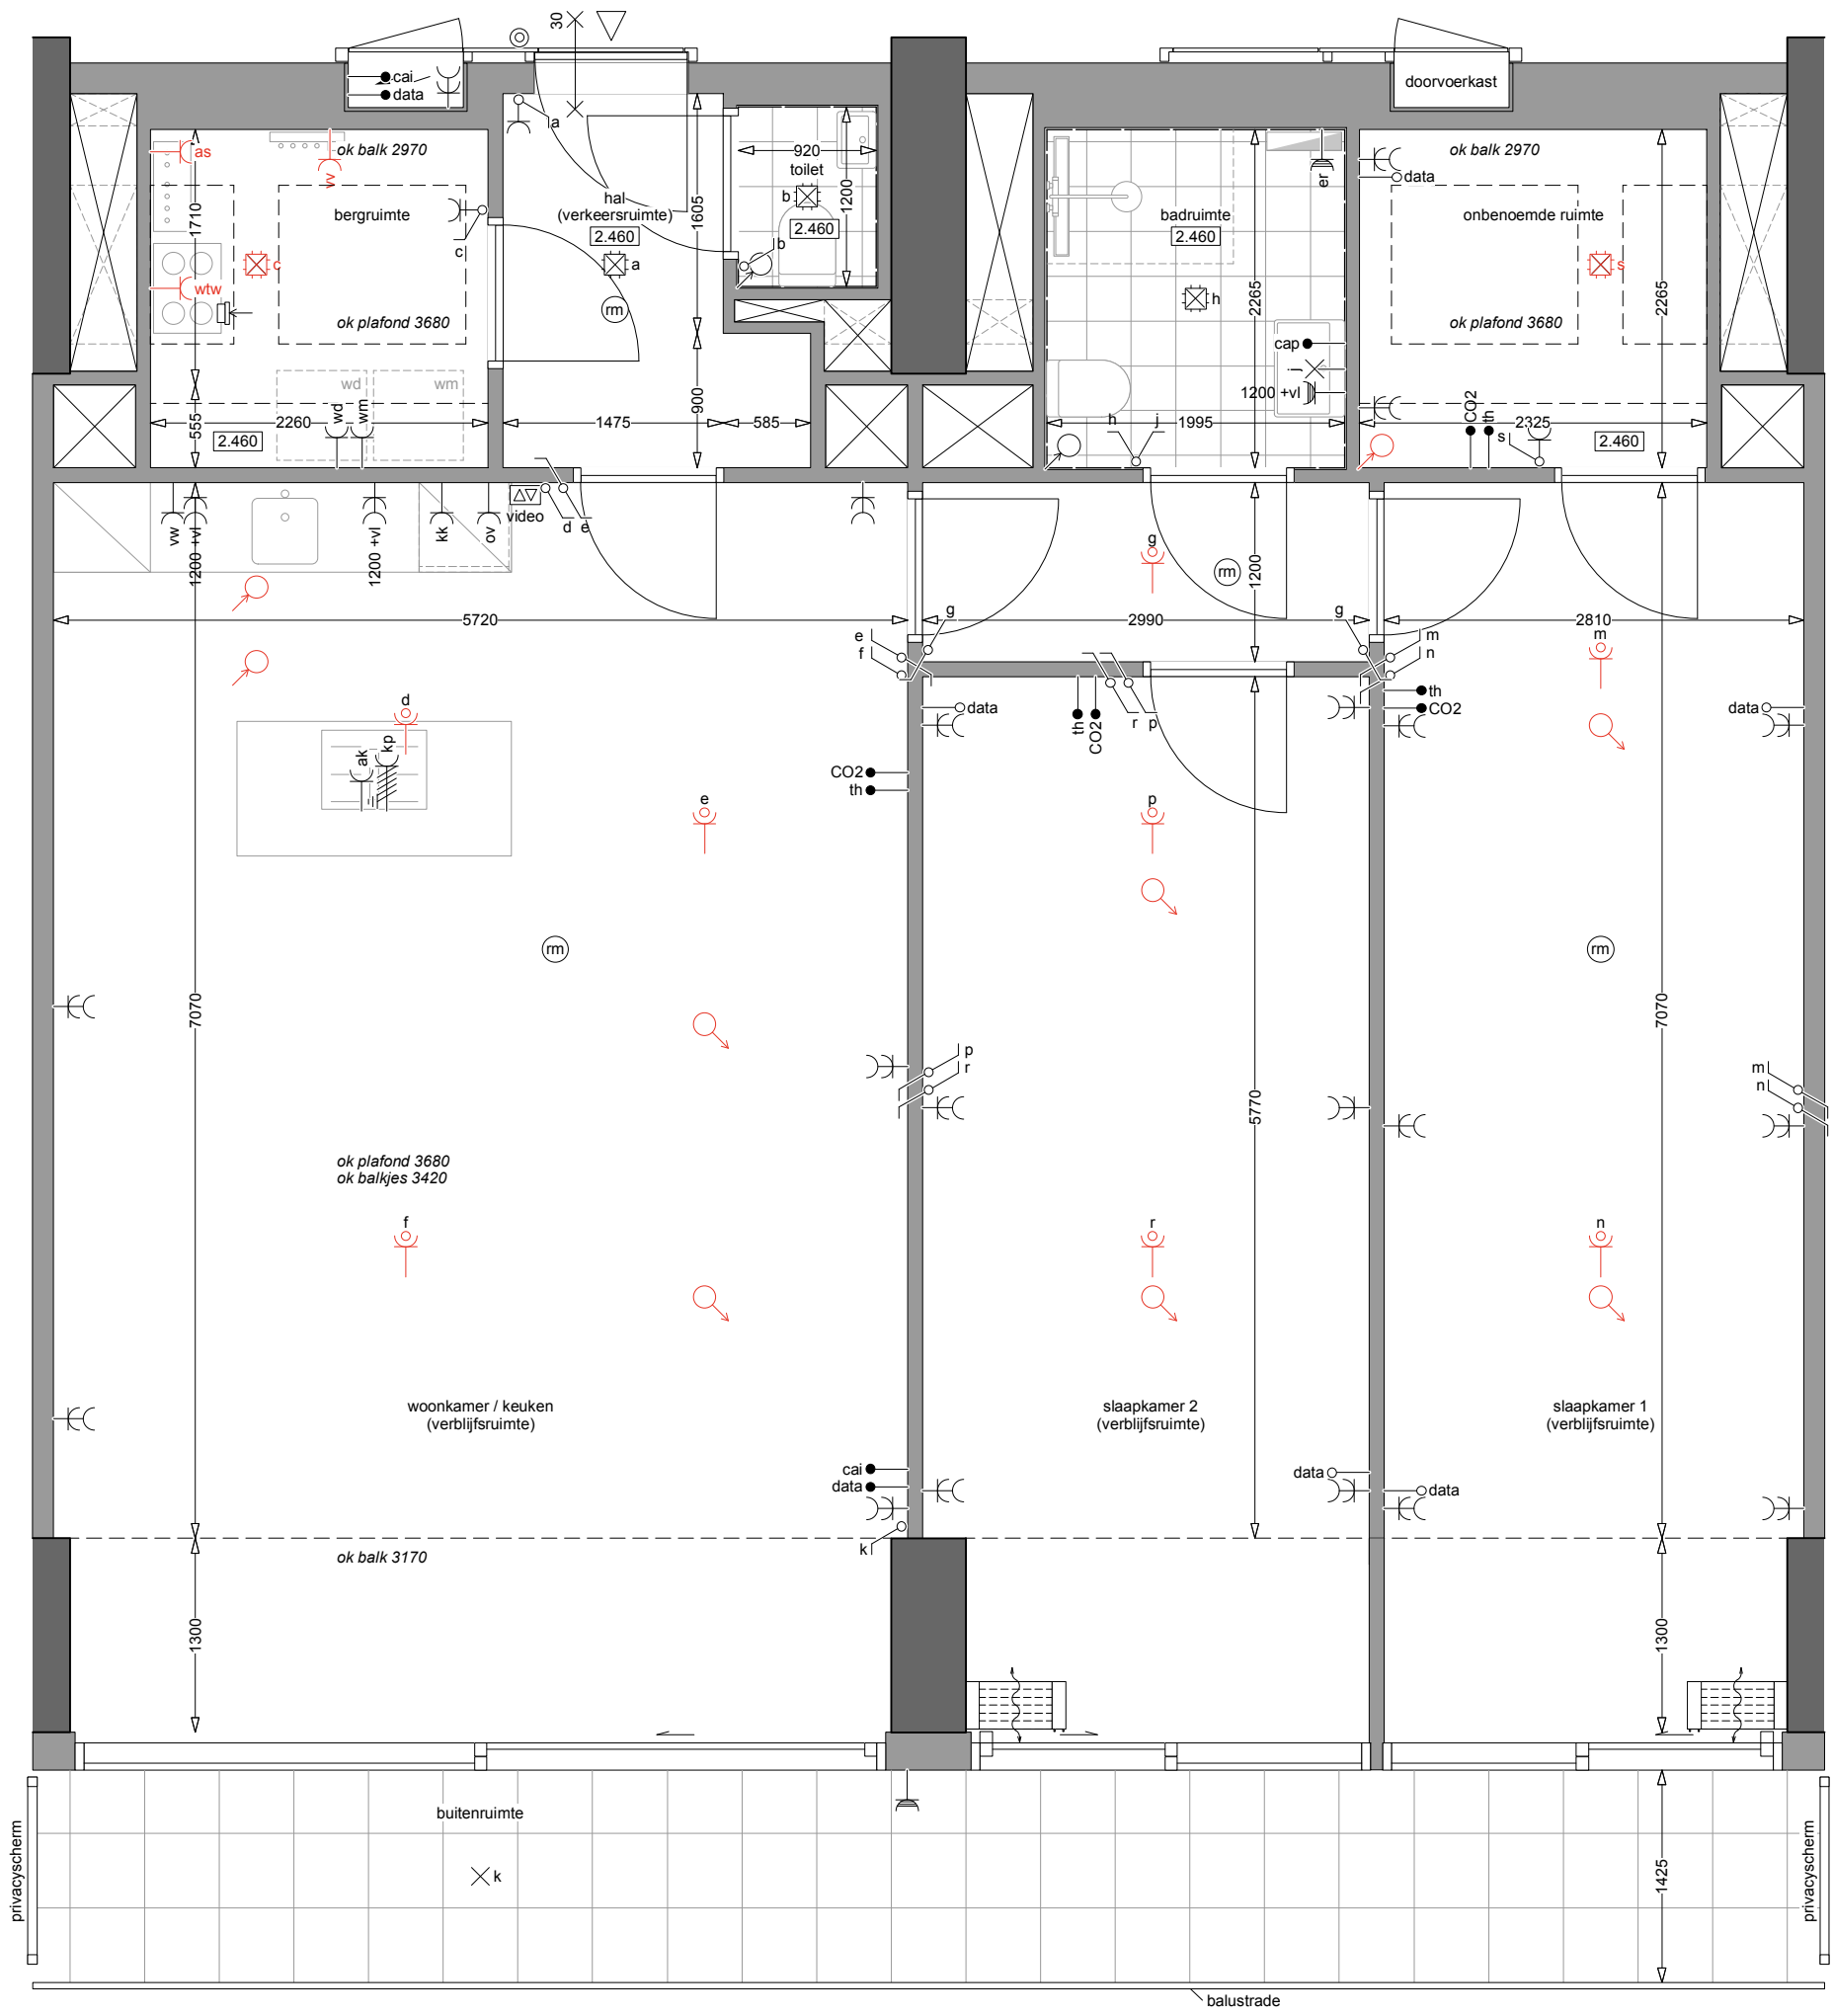 30
cai
data
a
doorvoerkast
as
vv
ok balk 2970
920
toilet
b
2.460
1200
er
ok balk 2970
data
1710
bergruimte
c
hal
(verkeersruimte)
2.460
a
1605
b
badruimte
2.460
onbenoemde ruimte
c
wtw
ok plafond 3680
rm
h
2265
s
ok plafond 3680
2265
cap
j
1200 +vl
wd
wm
555
2260
wd
wm
2.460
1475
900
585
h
j
1995
CO2
th
2325
s
2.460
vw
1200 +vl
1200 +vl
kk
ov
video
d
e
g
rm
1200
5720
2990
2810
g
g
e
f
m
n
m
th
CO2
data
data
d
ak
kp
th
CO2
r
p
CO2
th
e
p
rm
rm
7070
7070
p
r
5770
m
n
ok plafond 3680
ok balkjes 3420
f
r
n
woonkamer / keuken
(verblijfsruimte)
slaapkamer 2
(verblijfsruimte)
slaapkamer 1
(verblijfsruimte)
cai
data
data
data
k
ok balk 3170
1300
1300
buitenruimte
k
privacyscherm
privacyscherm
1425
balustrade